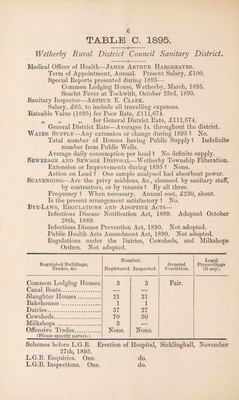 6
TABLE C. 1895.
Wetherby Rural District Council Sanitary District.
Medical Officer of Health—JAMES ARTHUR HARGREAVES.
Term of Appointment, Annual. Present Salary, £100.
Special Reports presented during 1895—
Common Lodging House, Wetherby, March, 1895.
Scarlet Fever at Tockwith, October 23rd, 1895.
Sanitary Inspector—ARTHUR E. CLARK.
Salary, £65, to include all travelling expenses.
Rateable Value (1895) for Poor Rate, £111,674.
„ „ for General District Rate, £111,674.
General District Rate—Averages 1s. throughout the district.
WATER SUPPLY—Any extension or change during 1895? No.
Total number of Houses having Public Supply? Indefinite
number from Public Wells.
Average daily consumption per head? No definite supply.
SEWERAGE AND SEWAGE DISPOSAL—Wetherby Township Filteration
Extension or Improvements during 1895? None.
Action on Lead? One sample analysed had absorbent power.
SCAVENGING—Are the privy middens, &c., cleansed by sanitary staff,
by contractors, or by tenants? By all three.
Frequency? When necessary. Annual cost, £230, about.
Is the present arrangement satisfactory? No.
BYE-LAWS, REGULATIONS AND ADOPTIVE ACTS—
Infectious Disease Notification Act, 1889. Adopted October
28th, 1889.
Infectious Disease Prevention Act, 1890. Not adopted.
Public Health Acts Amendment Act, 1890. Not adopted.
Regulations under the Dairies, Cowsheds, and Milkshops
Orders. Not adopted.
Regulated Buildings, Trades, &c. Number. Registered. Inspected. General Condition. Legal Proceedings (if any).
Common Lodging Houses. 3 3 Fair.
Canal Boats............ — —
Slaughter Houses............ 21 21
Bakehouses ............ 1 1
Dairies............ 37 27
Cowsheds............ 70 50
Milkshops ............ 3 —
Offensive Trades............ None. None.
(Please specify nature.)
Schemes before L.G.B. Erection of Hospital, Sicklinghall, November
27th, 1895.
L.G.B. Enquiries. One. do.
L.G.B. Inspections. One. do.